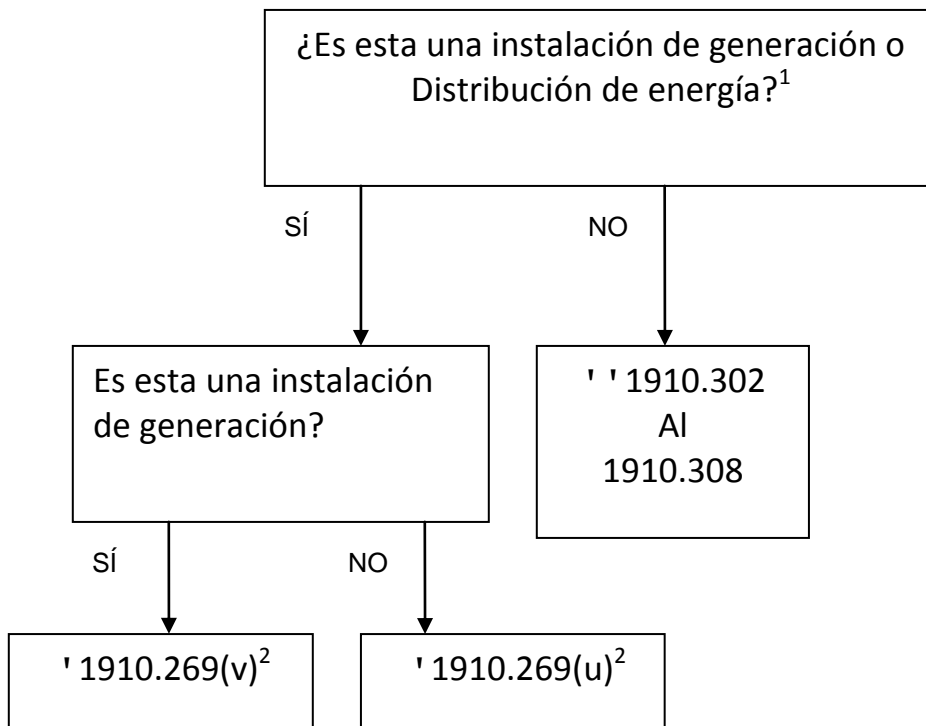 ¿Es esta una instalación de generación o
Distribución de energía?¹
SÍ
NO
Es esta una instalación
de generación?
' '1910.302
Al
1910.308
SÍ
NO
'1910.269(v)²
'1910.269(u)²